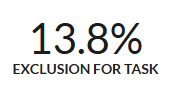 13.8%
EXCLUSION FOR TASK